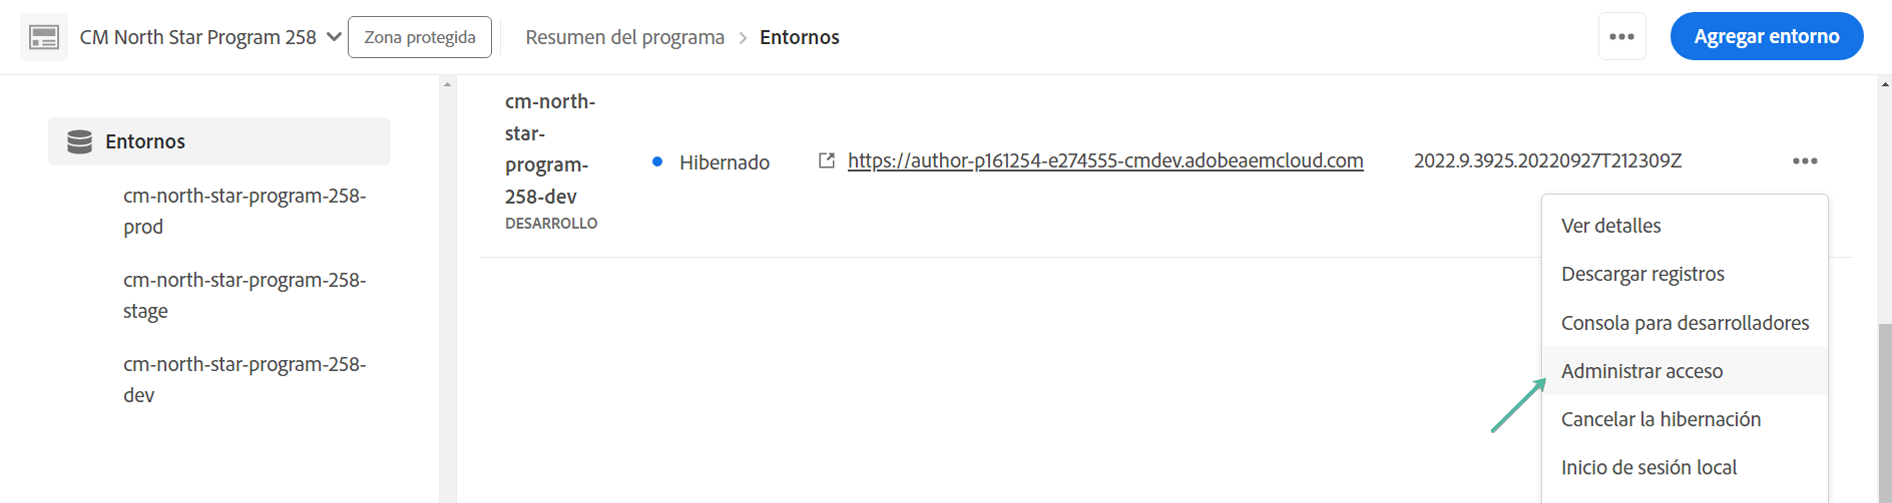 CM North Star Program 258
Zona protegida
Resumen del programa > Entornos
Agregar entorno
Entornos
cm-north-star-program-258-
prod
cm-north-star-program-258-
stage
cm-north-star-program-258-
dev
cm-north-
star-
program-
258-dev
DESARROLLO
Hibernado
https://author-p161254-e274555-cmdev.adobeaemcloud.com
2022.9.3925.20220927T212309Z
Ver detalles
Descargar registros
Consola para desarrolladores
Administrar acceso
Cancelar la hibernación
Inicio de sesión local